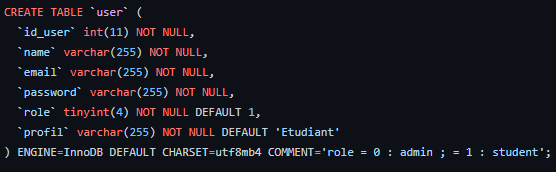 CREATE TABLE `user` (
  `id_user` int(11) NOT NULL,
  `name` varchar(255) NOT NULL,
  `email` varchar(255) NOT NULL,
  `password` varchar(255) NOT NULL,
  `role` tinyint(4) NOT NULL DEFAULT 1,
  `profil` varchar(255) NOT NULL DEFAULT 'Etudiant'
) ENGINE=InnoDB DEFAULT CHARSET=utf8mb4 COMMENT='role = 0 : admin ; = 1 : student';